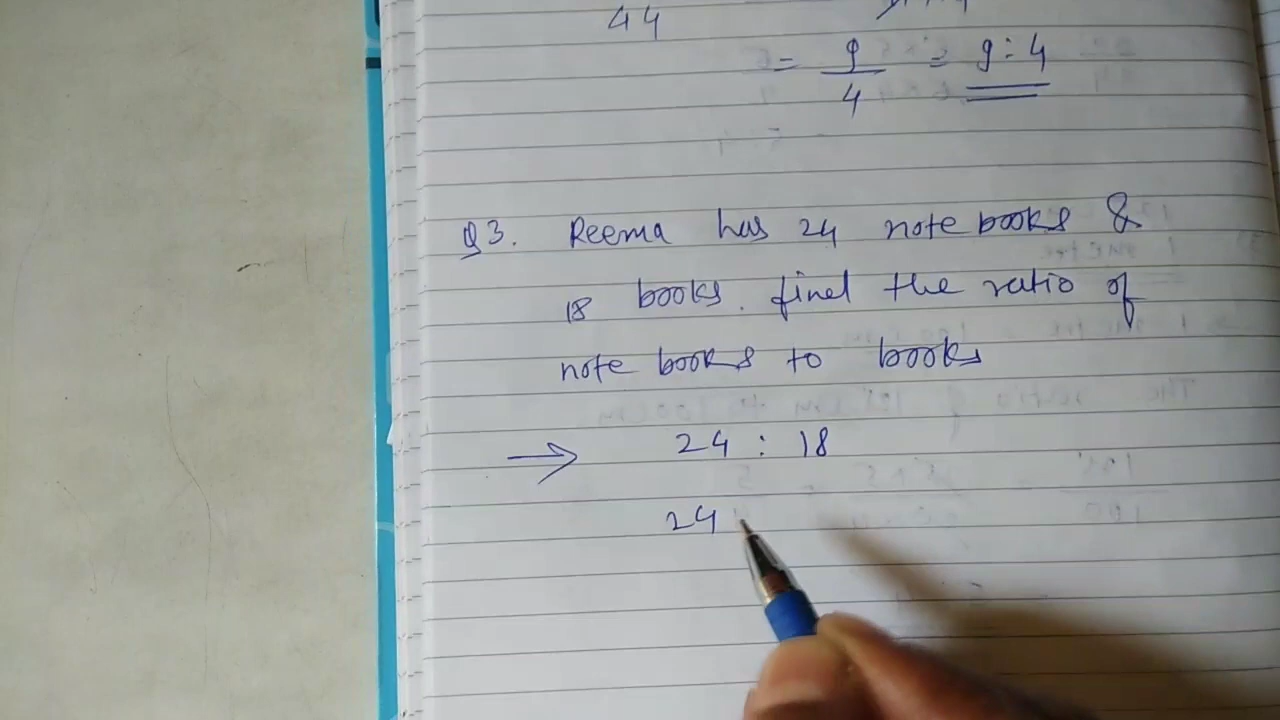 44
= 9/4 = 9:4
Q3. Reema has 24 note books &
18 books. find the ratio of
note books to books
→ 24 : 18
24